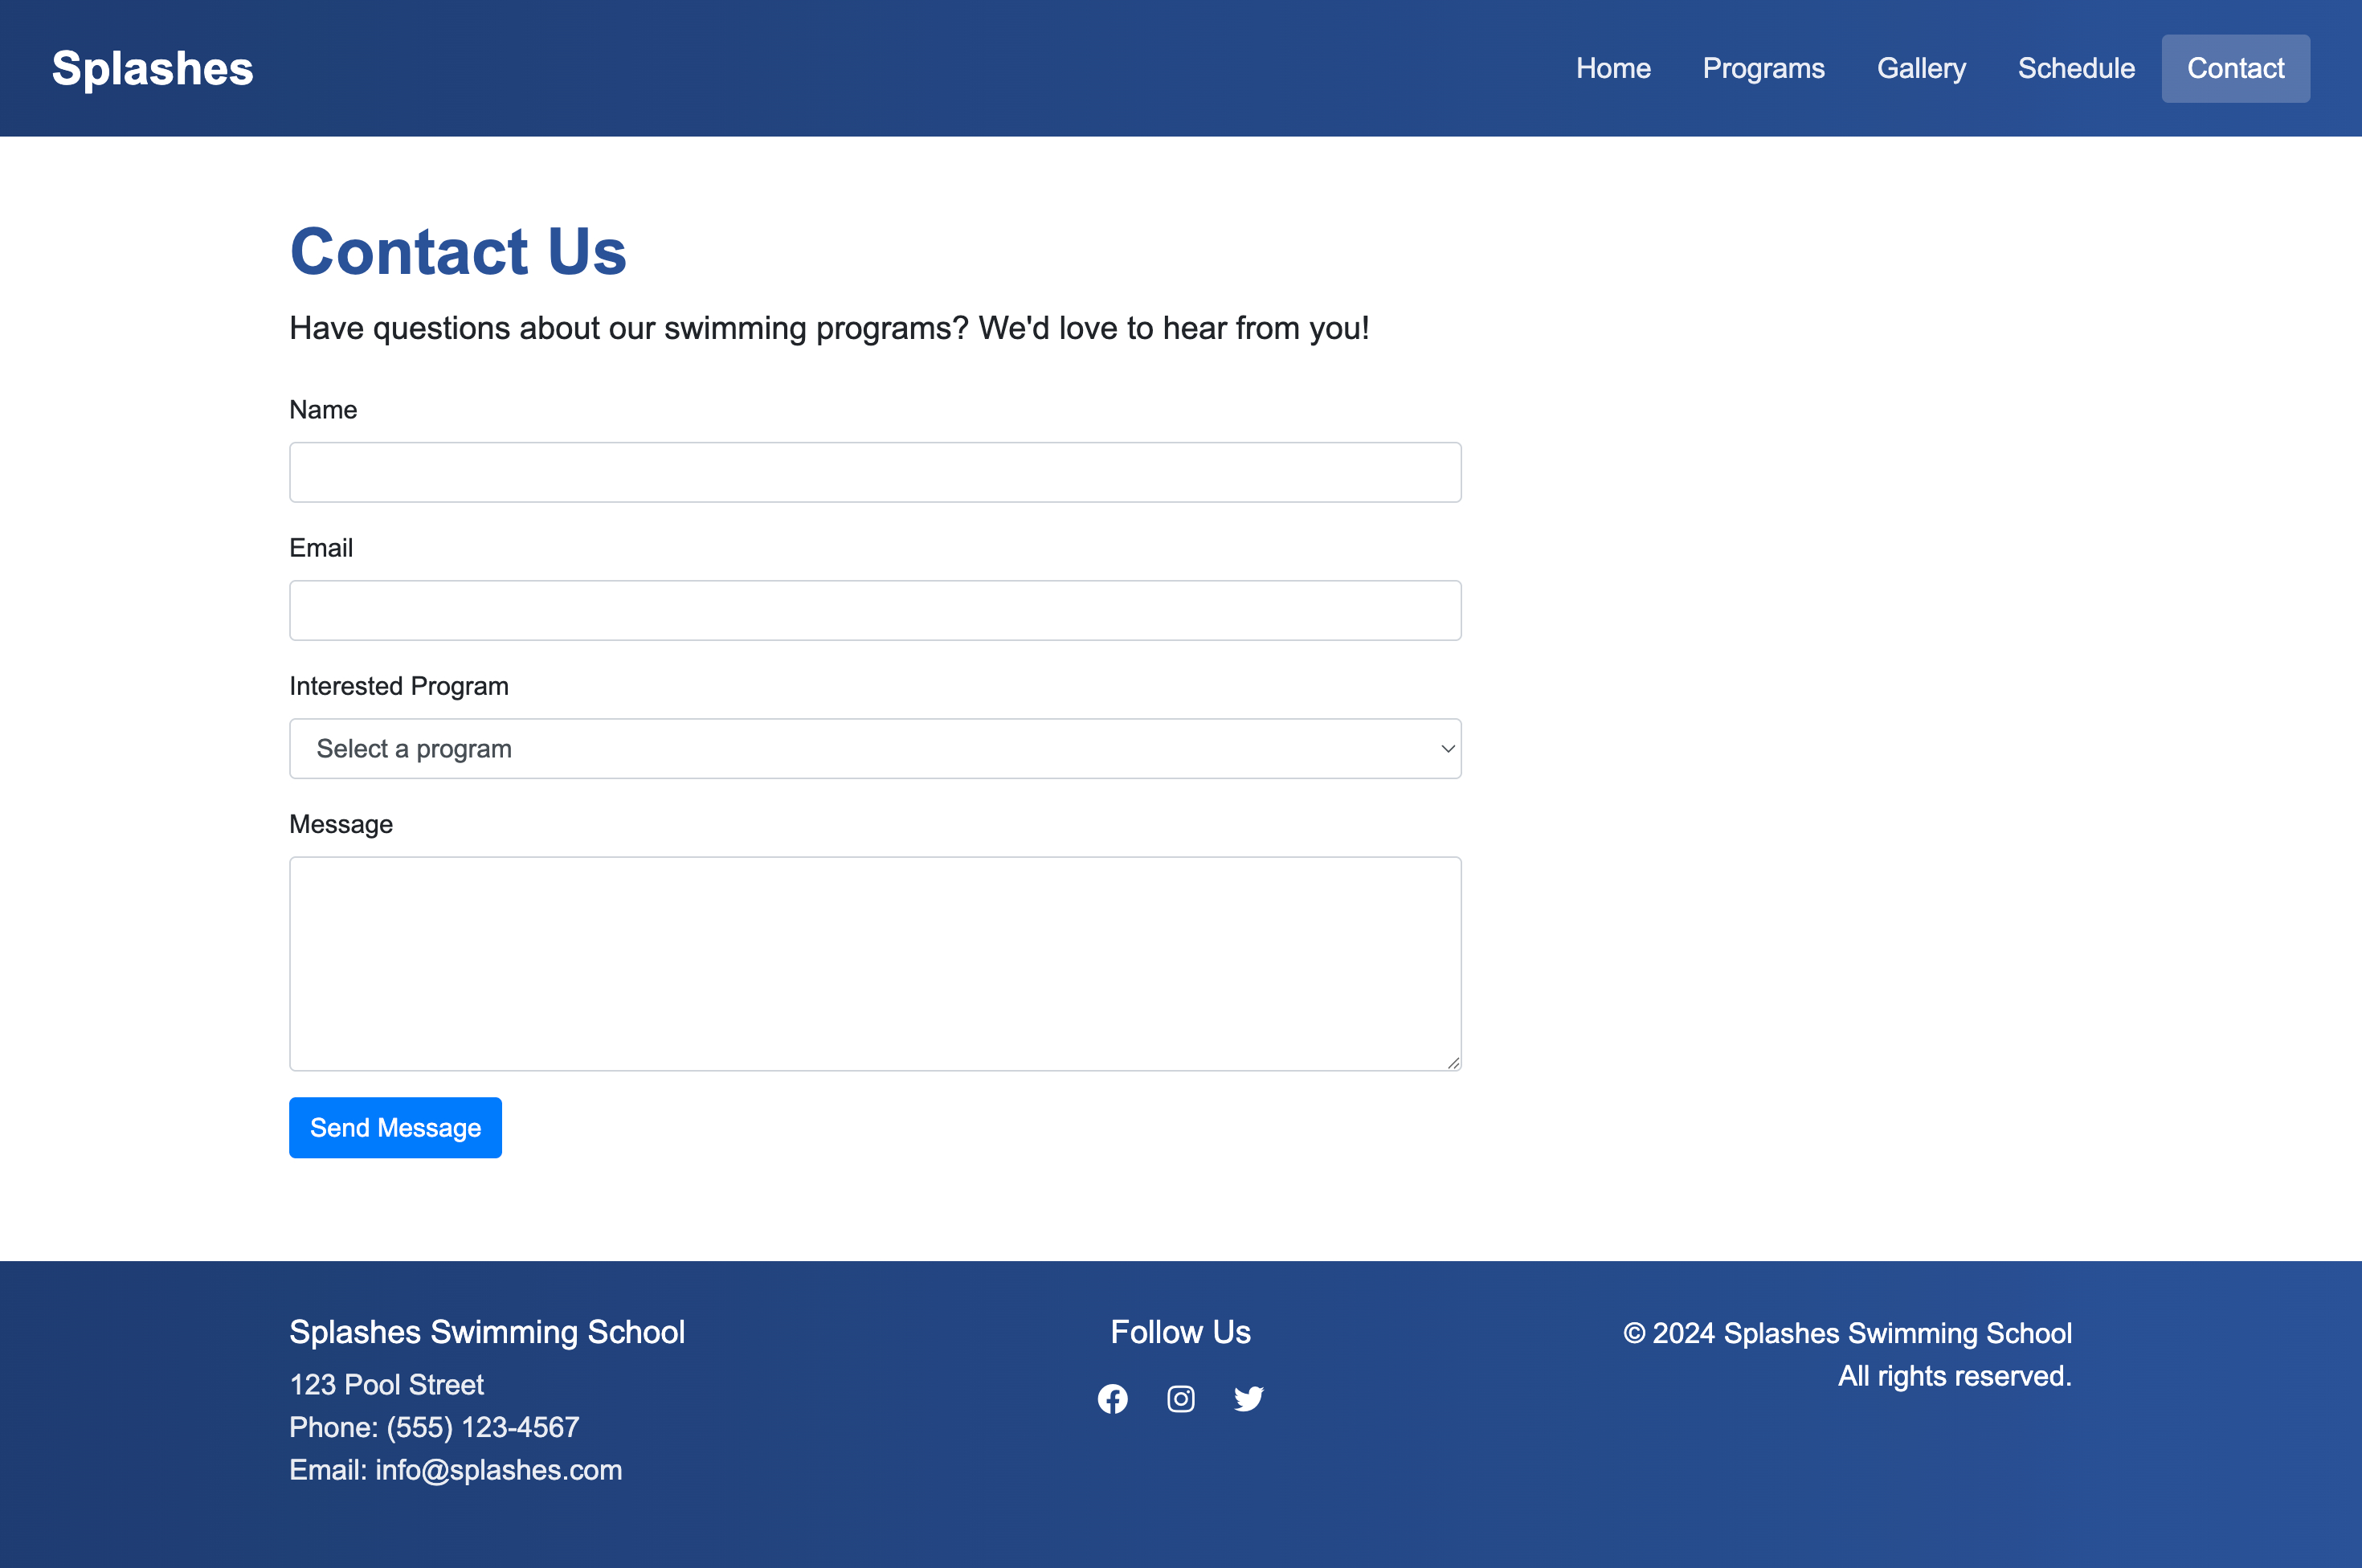 Splashes
Home Programs Gallery Schedule Contact
Contact Us
Have questions about our swimming programs? We'd love to hear from you!
Name
Email
Interested Program
Select a program
Message
Send Message
Splashes Swimming School
123 Pool Street
Phone: (555) 123-4567
Email: info@splashes.com
Follow Us
© 2024 Splashes Swimming School
All rights reserved.